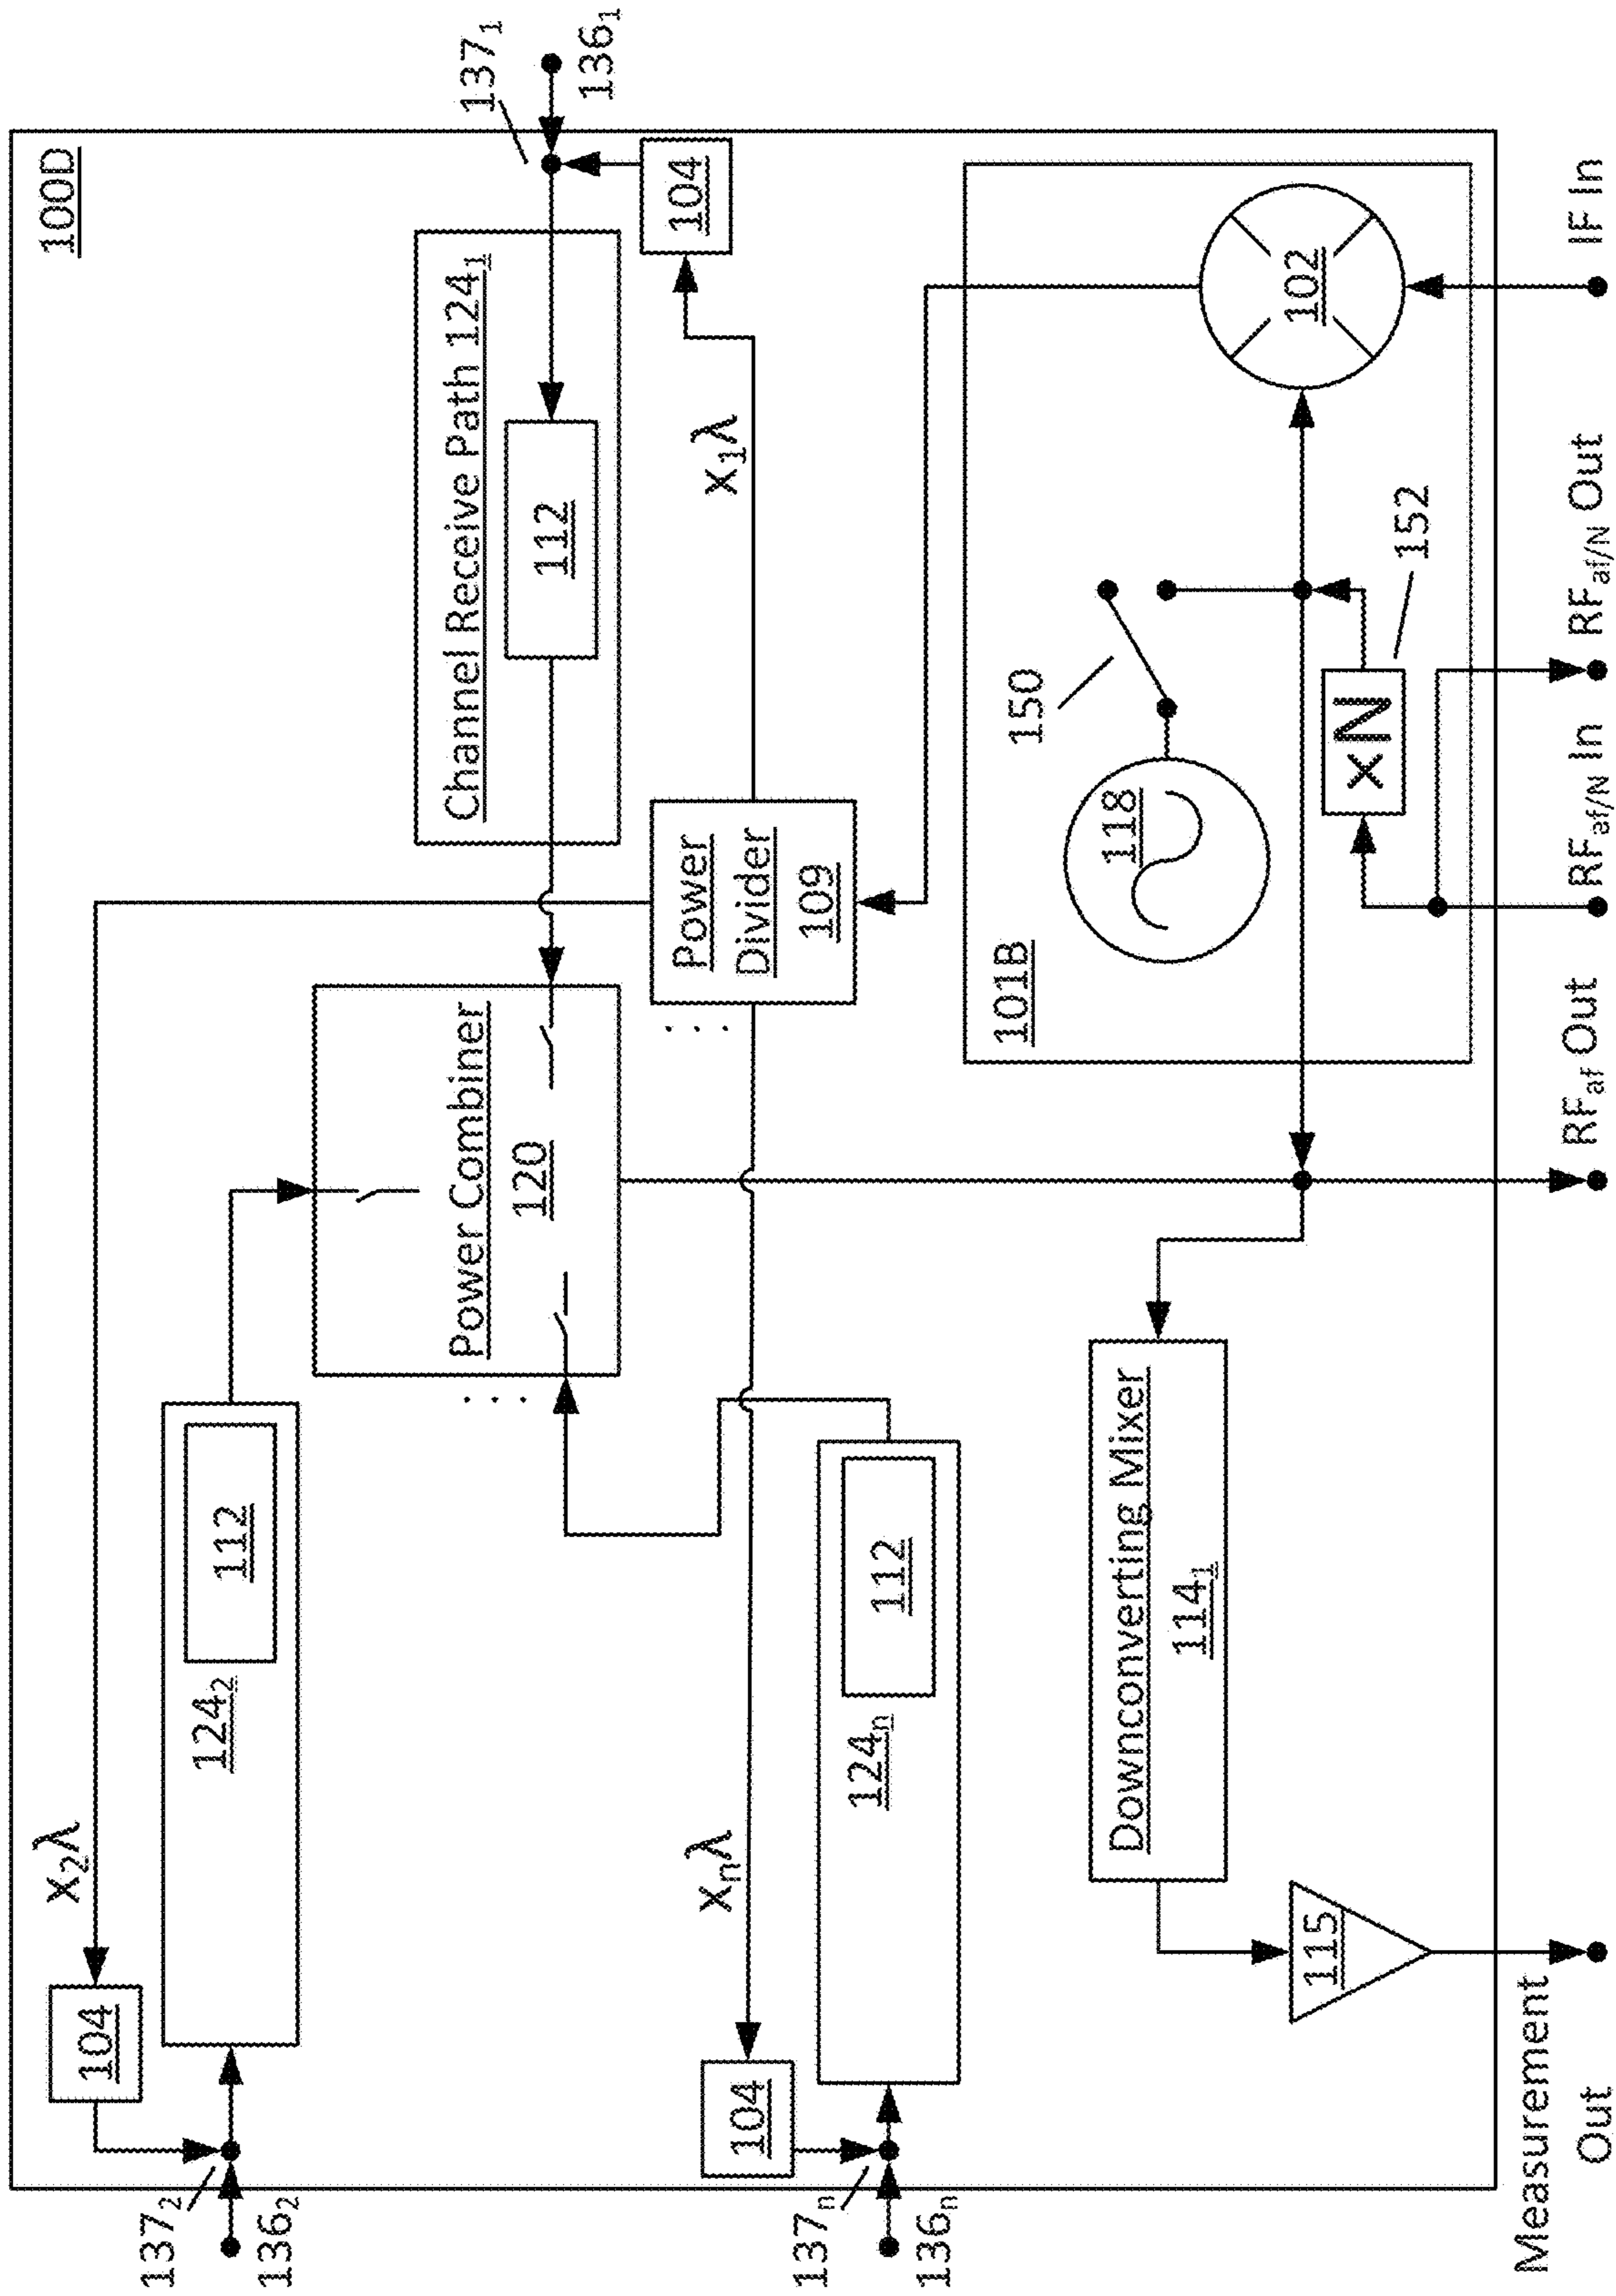 100D
137₂
136₂
x₂λ
104
124₂
112
Power Combiner
120
. . .
Channel Receive Path 124₁
112
137₁
136₁
104
x₁λ
Power
Divider
109
. . .
137ₙ
136ₙ
xₙλ
104
124ₙ
112
Downconverting Mixer
114₁
115
101B
118
150
102
xN
152
Measurement
Out
RFaf Out
RFaf/N In
RFaf/N Out
IF In